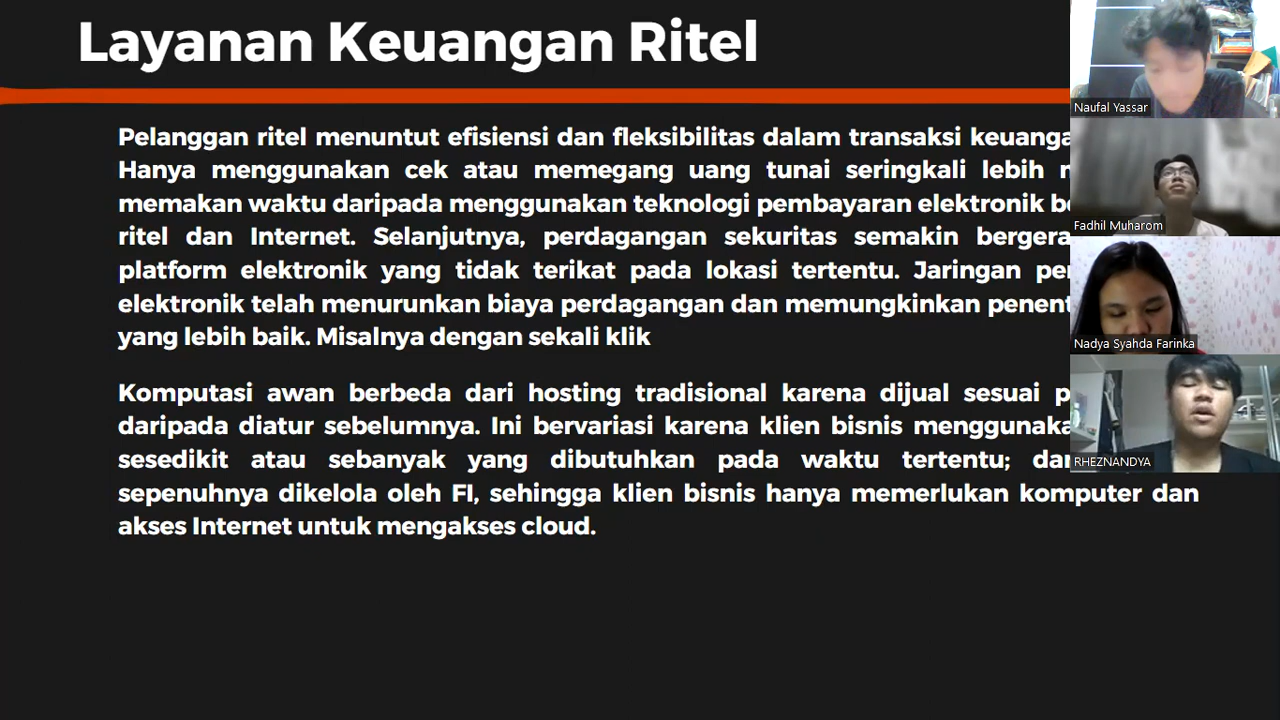 Layanan Keuangan Ritel
Pelanggan ritel menuntut efisiensi dan fleksibilitas dalam transaksi
Hanya menggunakan cek atau memegang uang tunai seringkali lebih
memakan waktu daripada menggunakan teknologi pembayaran elektronik
ritel dan Internet. Selanjutnya, perdagangan sekuritas semakin
platform elektronik yang tidak terikat pada lokasi tertentu. Jaringan
elektronik telah menurunkan biaya perdagangan dan memungkinkan
yang lebih baik. Misalnya dengan sekali klik
Komputasi awan berbeda dari hosting tradisional karena dijual sesuai
daripada diatur sebelumnya. Ini bervariasi karena klien bisnis
sesedikit atau sebanyak yang dibutuhkan pada waktu tertentu;
sepenuhnya dikelola oleh FI, sehingga klien bisnis hanya memerlukan komputer dan
akses Internet untuk mengakses cloud.
Naufal Yassar
Fadhil Muharom
Nadya Syahda Farinka
RHEZNANDYA